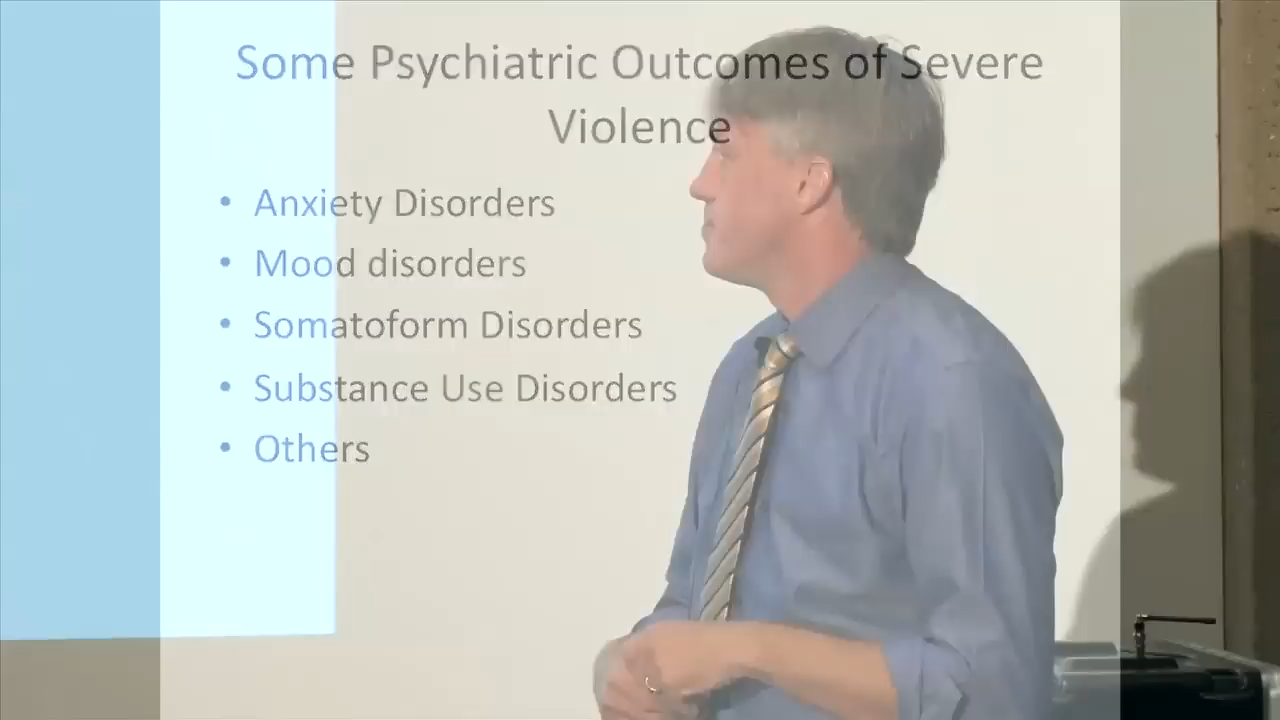 Some Psychiatric Outcomes of Severe
Violence
• Anxiety Disorders
• Mood disorders
• Somatoform Disorders
• Substance Use Disorders
• Others